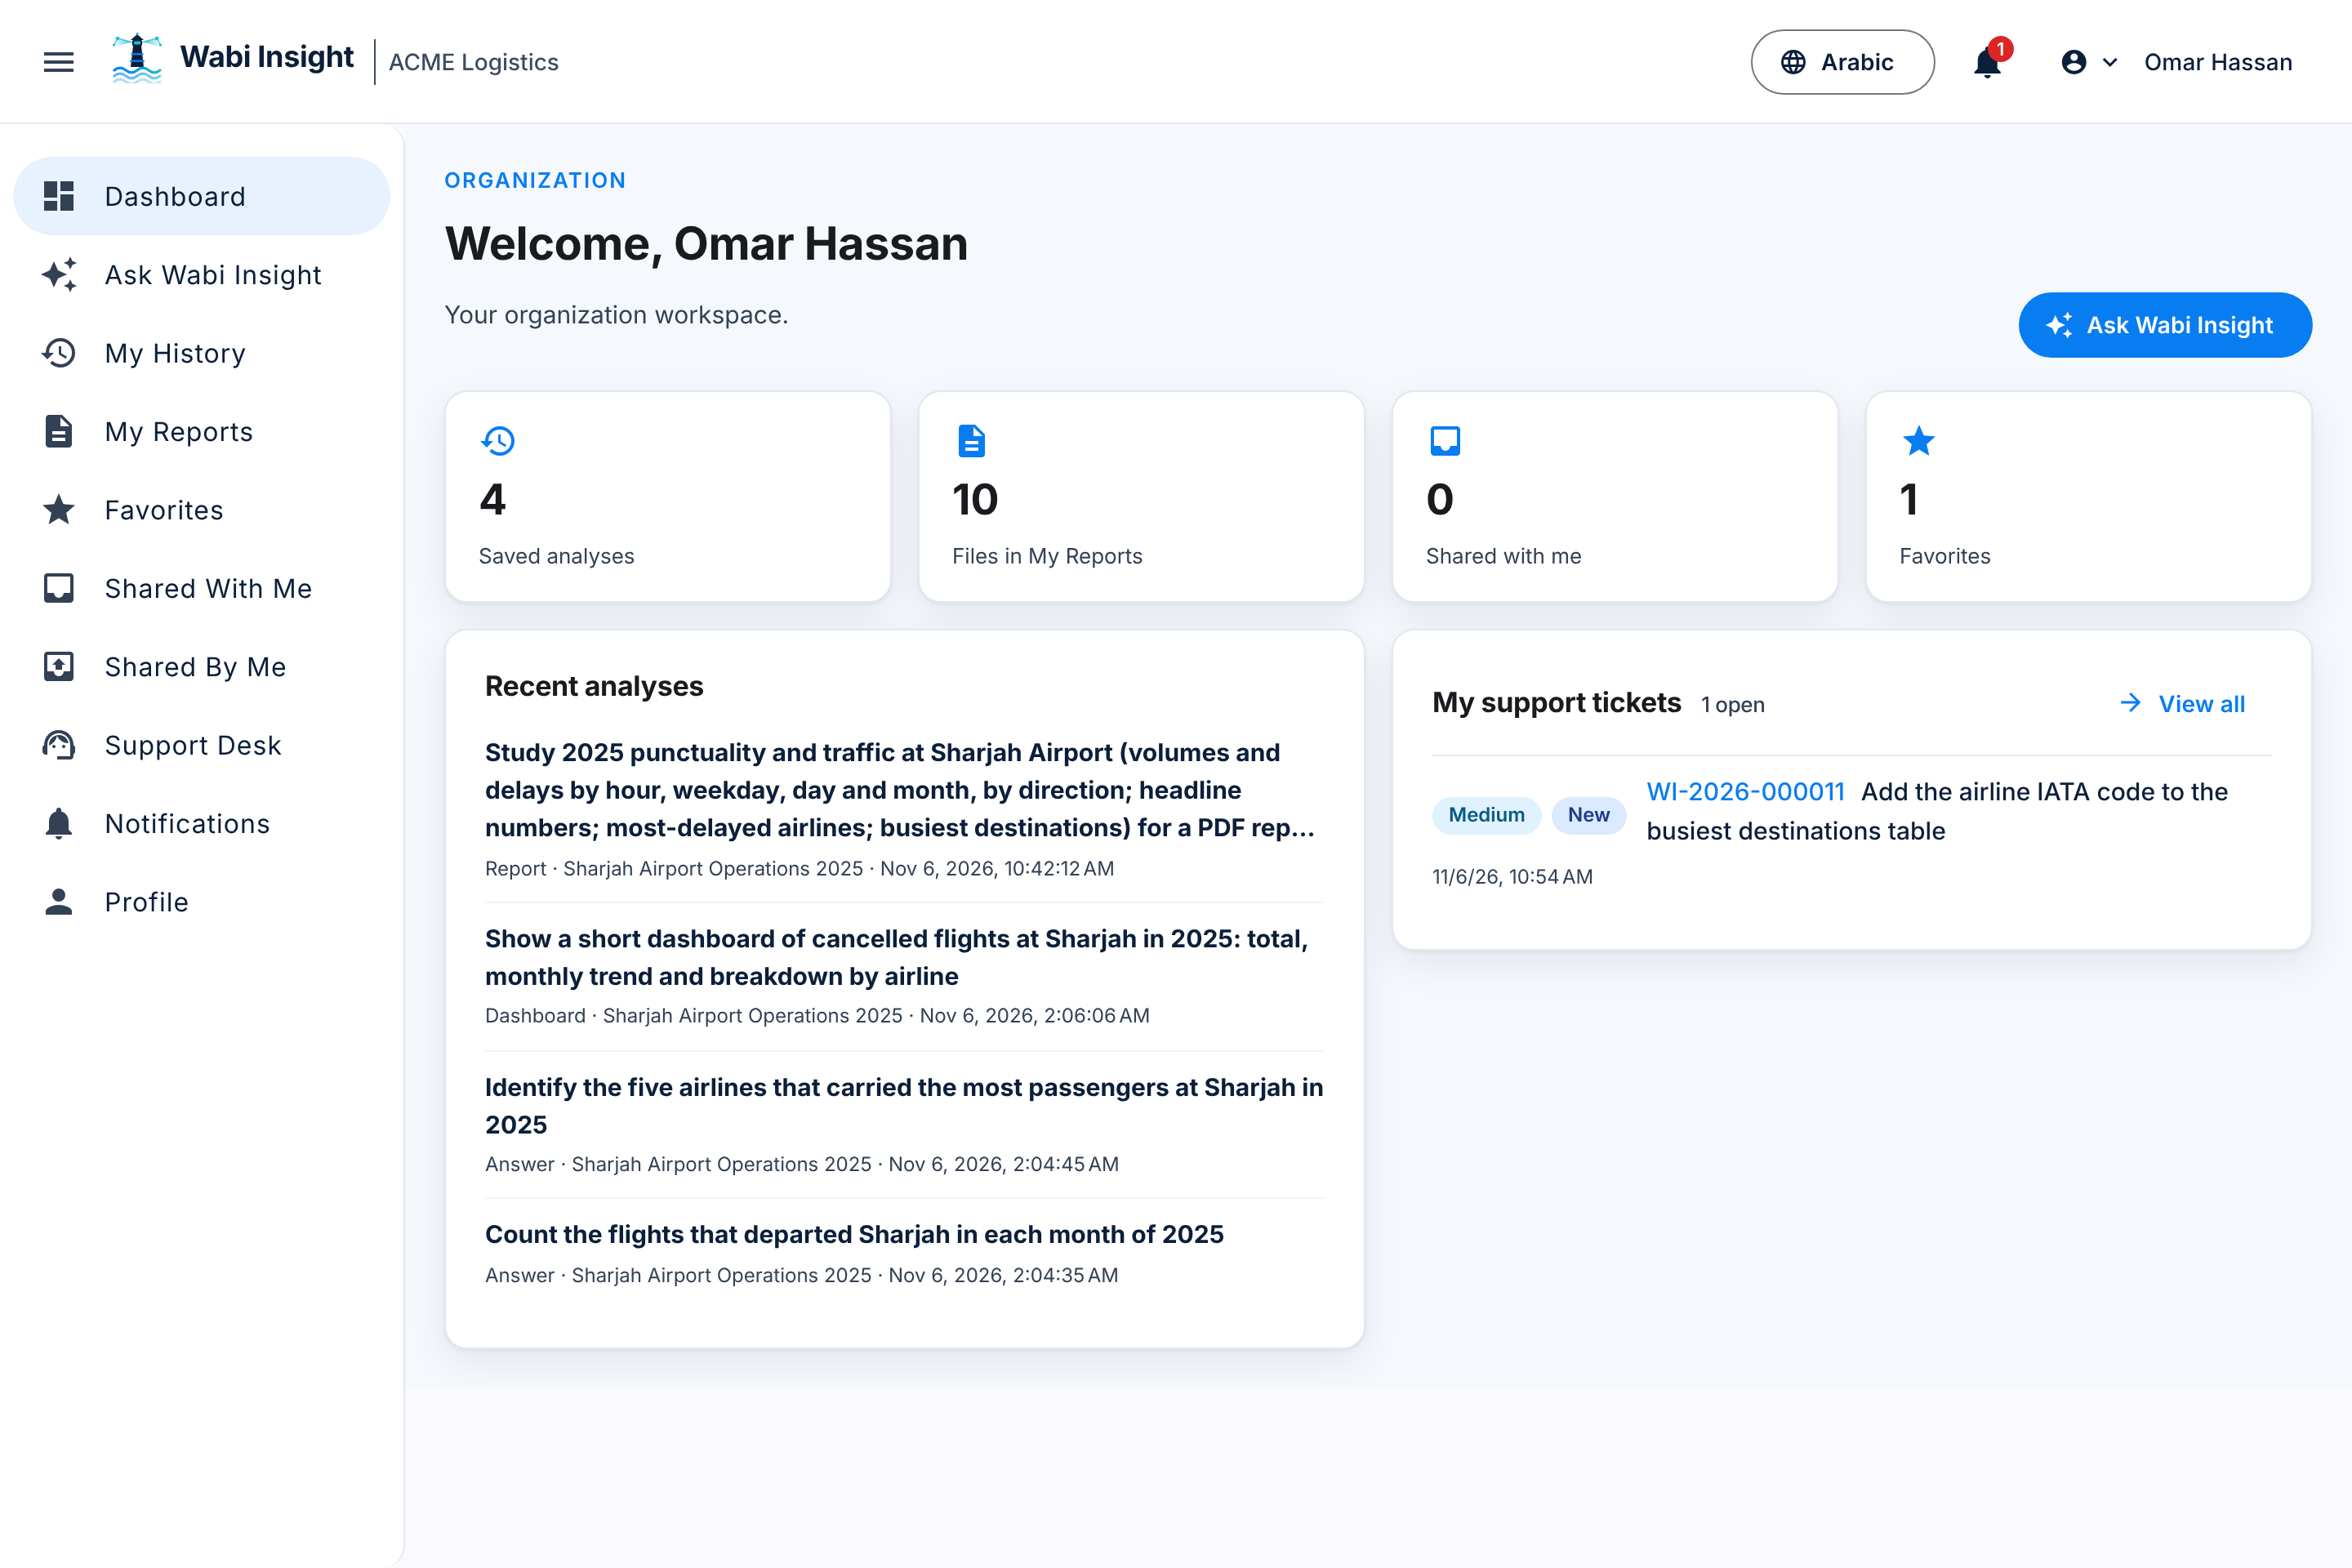 Wabi Insight
ACME Logistics
Arabic
1
Omar Hassan
Dashboard
Ask Wabi Insight
My History
My Reports
Favorites
Shared With Me
Shared By Me
Support Desk
Notifications
Profile
ORGANIZATION
Welcome, Omar Hassan
Your organization workspace.
Ask Wabi Insight
4
Saved analyses
10
Files in My Reports
0
Shared with me
1
Favorites
Recent analyses
Study 2025 punctuality and traffic at Sharjah Airport (volumes and
delays by hour, weekday, day and month, by direction; headline
numbers; most-delayed airlines; busiest destinations) for a PDF rep...
Report · Sharjah Airport Operations 2025 · Nov 6, 2026, 10:42:12 AM
Show a short dashboard of cancelled flights at Sharjah in 2025: total,
monthly trend and breakdown by airline
Dashboard · Sharjah Airport Operations 2025 · Nov 6, 2026, 2:06:06 AM
Identify the five airlines that carried the most passengers at Sharjah in
2025
Answer · Sharjah Airport Operations 2025 · Nov 6, 2026, 2:04:45 AM
Count the flights that departed Sharjah in each month of 2025
Answer · Sharjah Airport Operations 2025 · Nov 6, 2026, 2:04:35 AM
My support tickets 1 open
View all
Medium New
WI-2026-000011 Add the airline IATA code to the
busiest destinations table
11/6/26, 10:54 AM